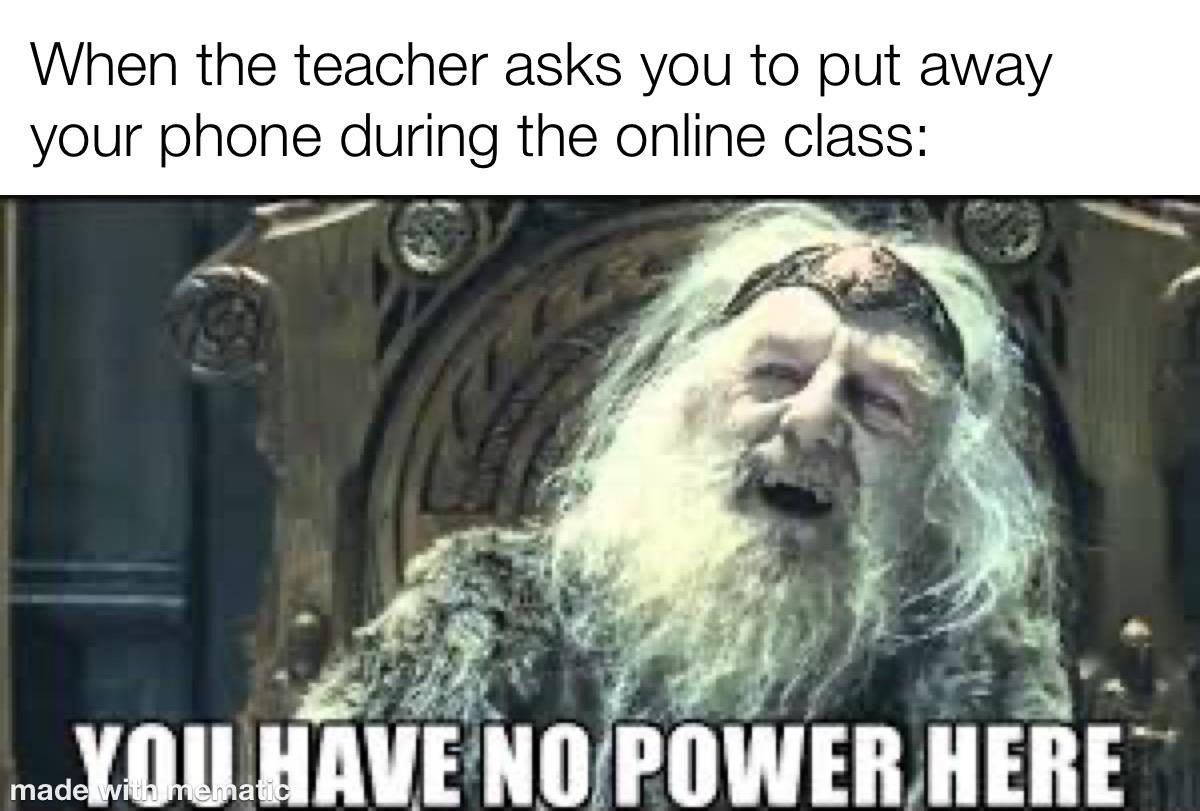 When the teacher asks you to put away
your phone during the online class:
YOU HAVE NO POWER HERE
made with mematic